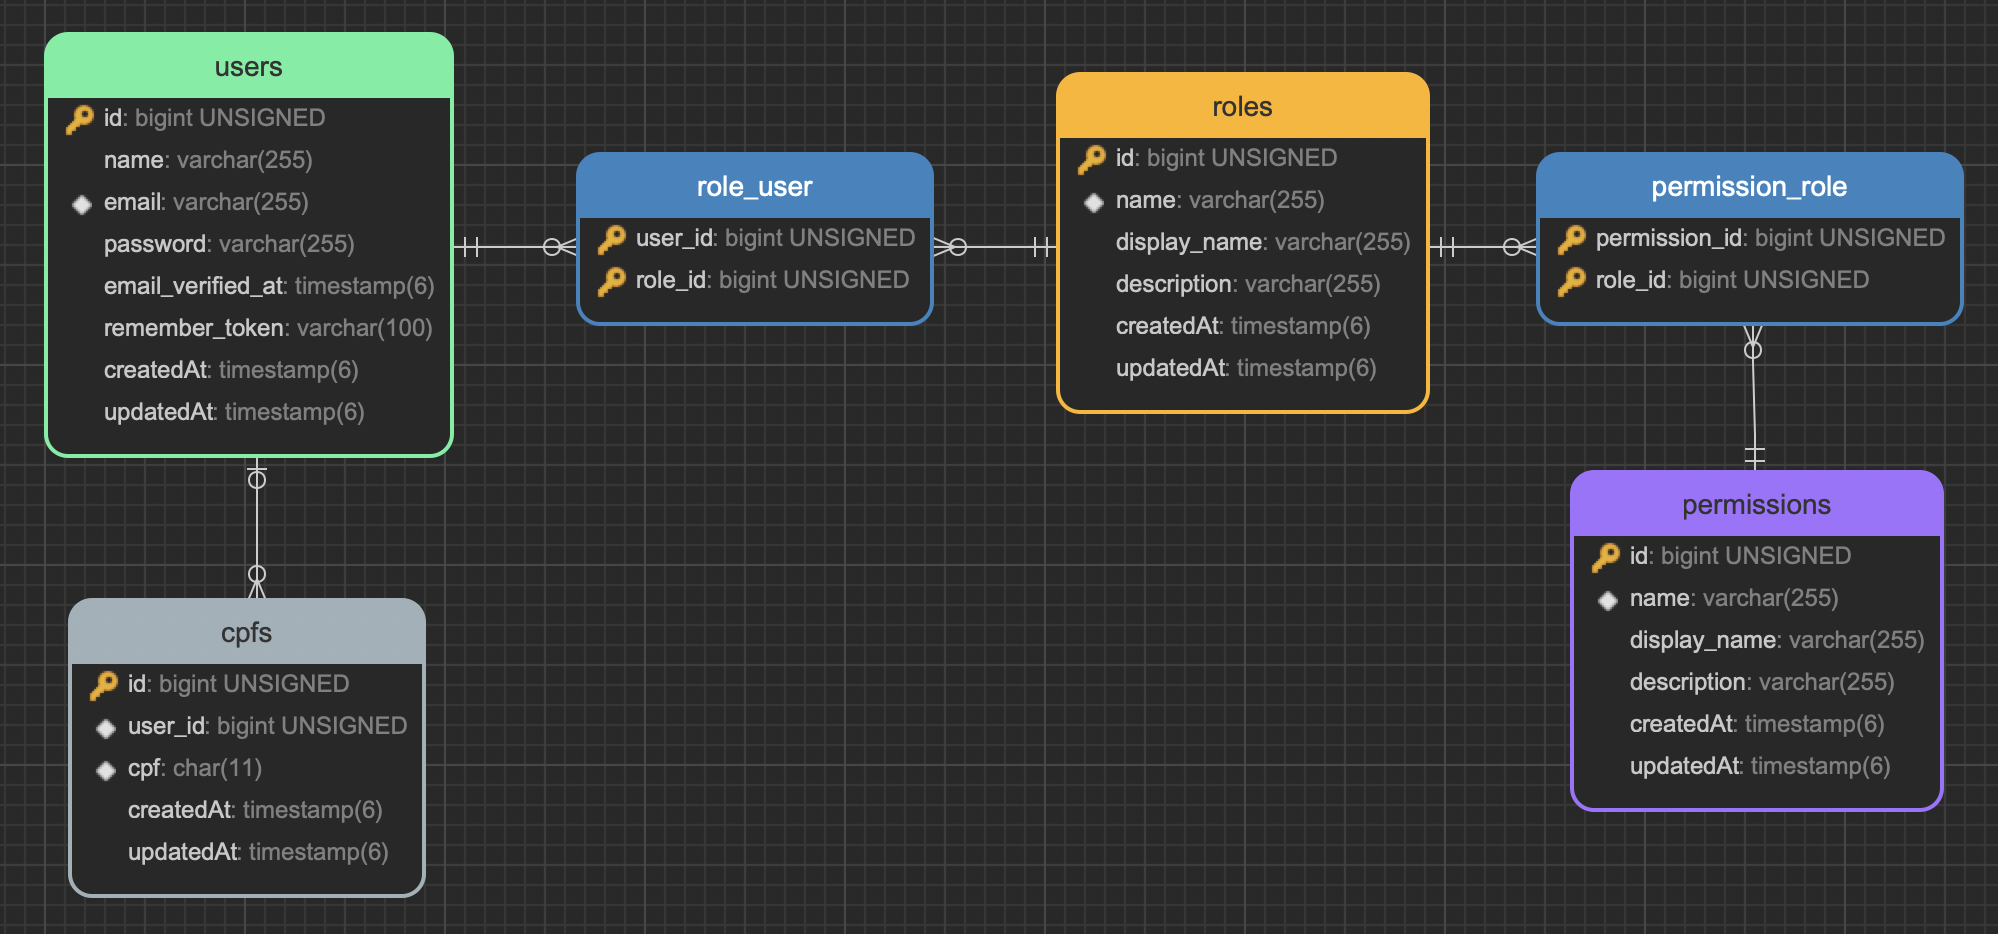 users
id: bigint UNSIGNED
name: varchar(255)
email: varchar(255)
password: varchar(255)
email_verified_at: timestamp(6)
remember_token: varchar(100)
createdAt: timestamp(6)
updatedAt: timestamp(6)
role_user
user_id: bigint UNSIGNED
role_id: bigint UNSIGNED
roles
id: bigint UNSIGNED
name: varchar(255)
display_name: varchar(255)
description: varchar(255)
createdAt: timestamp(6)
updatedAt: timestamp(6)
permission_role
permission_id: bigint UNSIGNED
role_id: bigint UNSIGNED
cpfs
id: bigint UNSIGNED
user_id: bigint UNSIGNED
cpf: char(11)
createdAt: timestamp(6)
updatedAt: timestamp(6)
permissions
id: bigint UNSIGNED
name: varchar(255)
display_name: varchar(255)
description: varchar(255)
createdAt: timestamp(6)
updatedAt: timestamp(6)